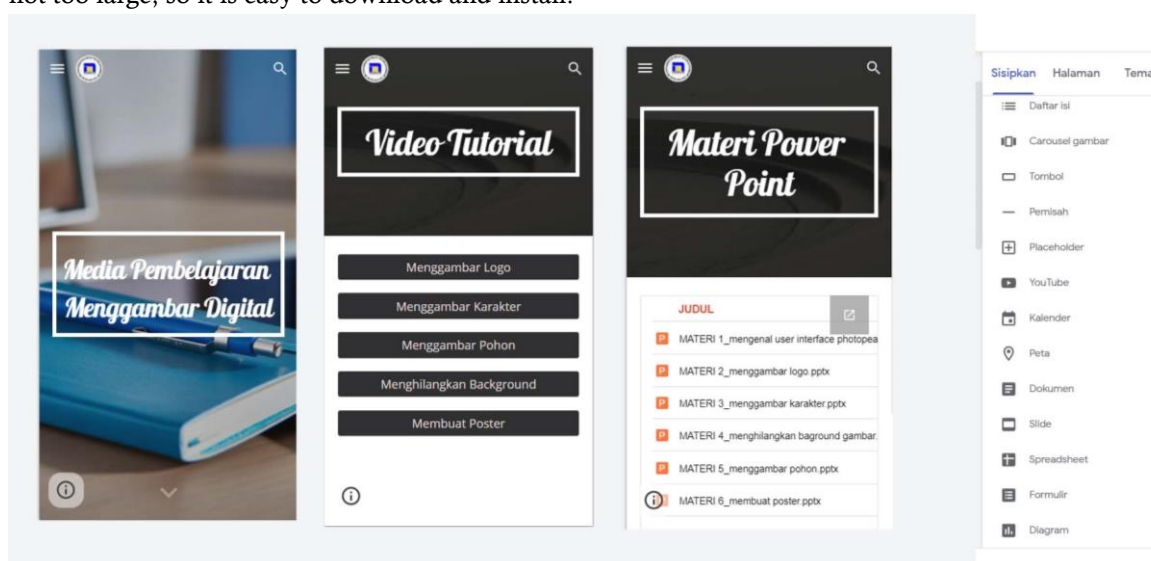 not too large, so it is easy to download and install.
Media Pembelajaran
Menggambar Digital
Video Tutorial
Menggambar Logo
Menggambar Karakter
Menggambar Pohon
Menghilangkan Background
Membuat Poster
Materi Power
Point
JUDUL
MATERI 1_mengenal user interface photopea
MATERI 2_menggambar logo.pptx
MATERI 3_menggambar karakter.pptx
MATERI 4_menghilangkan baground gambar.
MATERI 5_menggambar pohon.pptx
MATERI 6_membuat poster.pptx
Sisipkan Halaman Tema
Daftar isi
Carousel gambar
Tombol
Pemisah
Placeholder
YouTube
Kalender
Peta
Dokumen
Slide
Spreadsheet
Formulir
Diagram